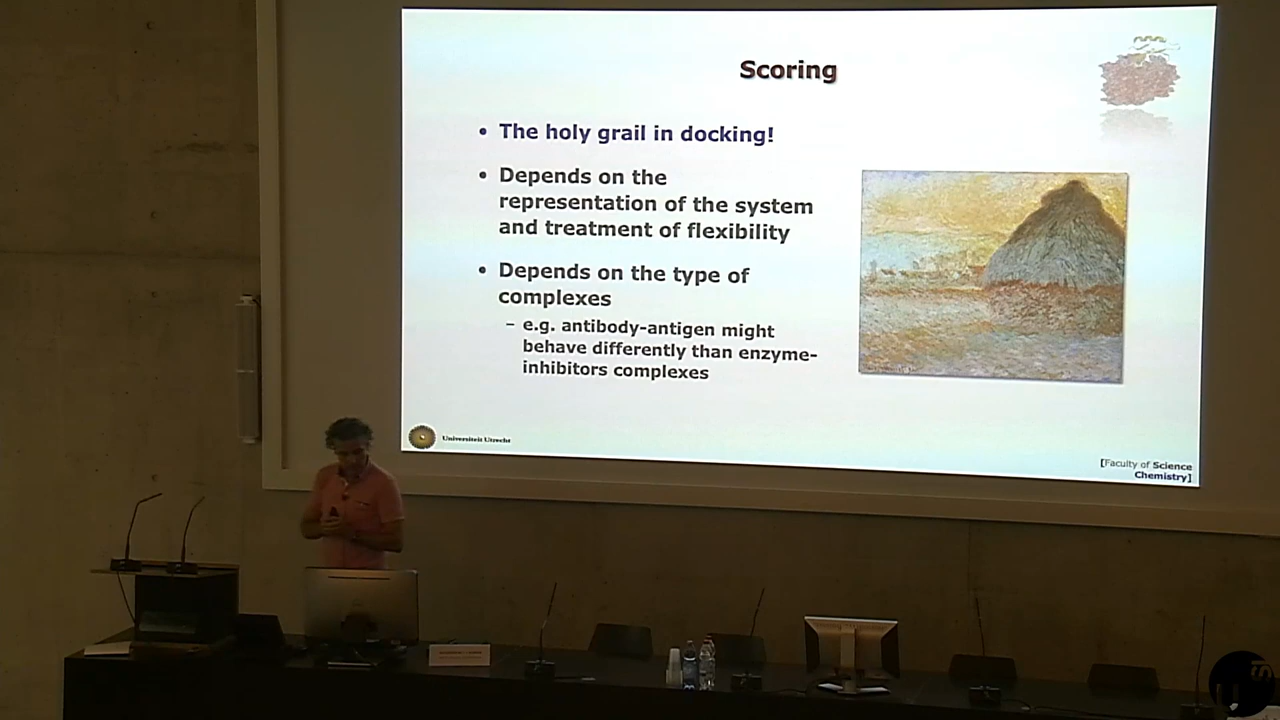 Scoring
• The holy grail in docking!
• Depends on the
representation of the system
and treatment of flexibility
• Depends on the type of
complexes
– e.g. antibody-antigen might
behave differently than enzyme-
inhibitors complexes
Universiteit Utrecht
[Faculty of Science
Chemistry]